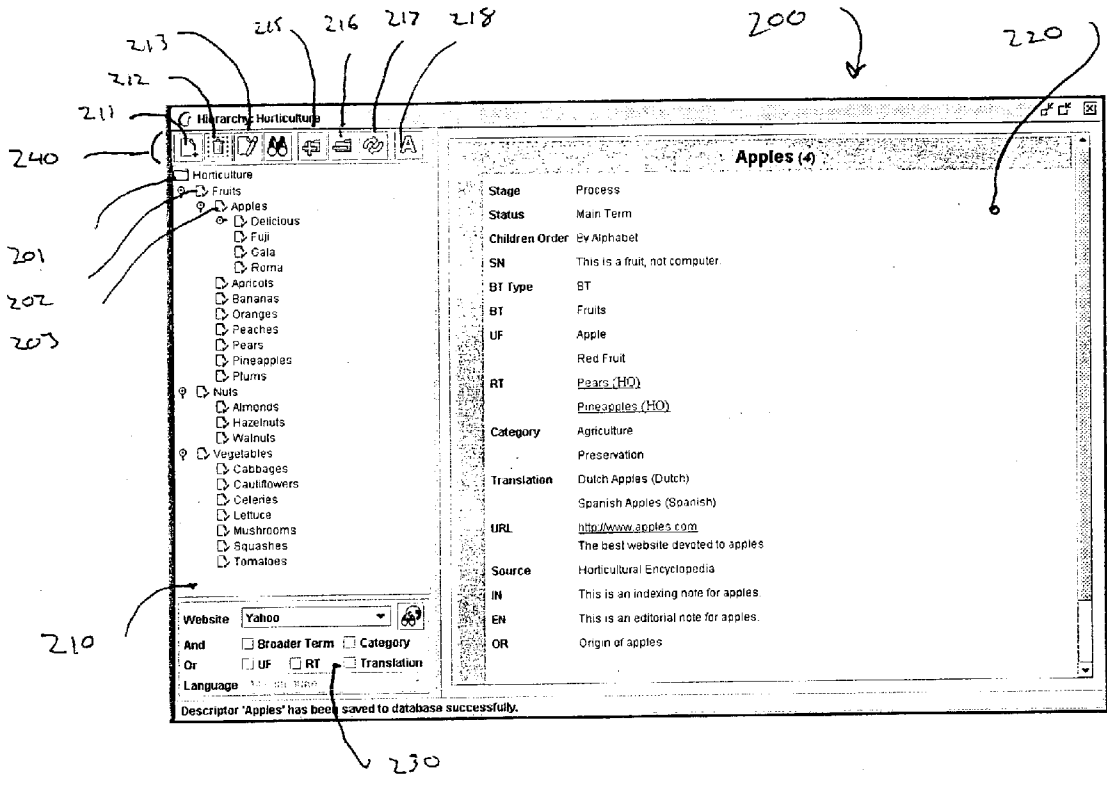 215 216 217 218 200 220
213
212
211
Hierarchy: Horticulture
240
A
Apples (4)
Horticulture
Fruits
Apples
Delicious
Fuji
Gala
Roma
Apricots
Bananas
Oranges
Peaches
Pears
Pineapples
Plums
Nuts
Almonds
Hazelnuts
Walnuts
Vegetables
Cabbages
Cauliflowers
Celeries
Lettuce
Mushrooms
Squashes
Tomatoes
201
202
203
210
Stage Process
Status Main Term
Children Order By Alphabet
SN This is a fruit, not computer.
BT Type BT
BT Fruits
UF Apple
Red Fruit
RT Pears (HO)
Pineapples (HO)
Category Agriculture
Preservation
Translation Dutch Apples (Dutch)
Spanish Apples (Spanish)
URL http://www.apples.com
The best website devoted to apples
Source Horticultural Encyclopedia
IN This is an indexing note for apples.
EN This is an editorial note for apples.
OR Origin of apples
Website Yahoo
And Broader Term Category
Or UF RT Translation
Language
Descriptor 'Apples' has been saved to database successfully.
230